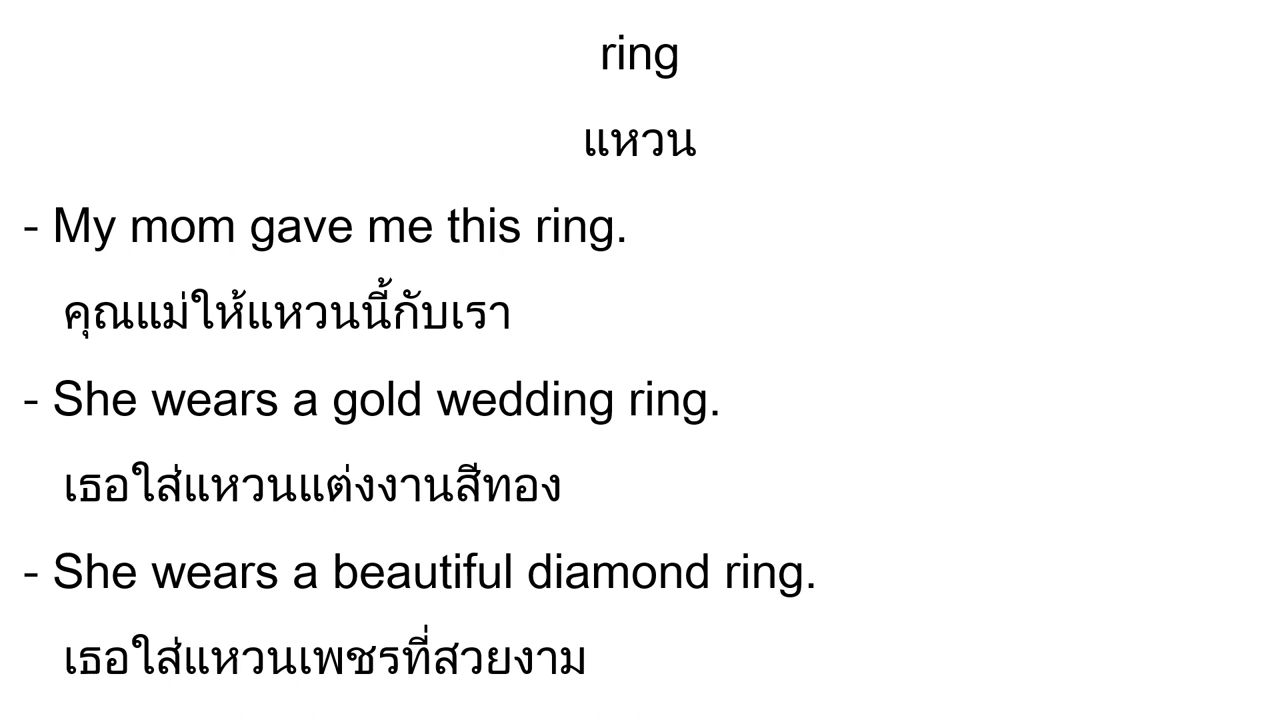 ring
แหวน
- My mom gave me this ring.
คุณแม่ให้แหวนนี้กับเรา
- She wears a gold wedding ring.
เธอใส่แหวนแต่งงานสีทอง
- She wears a beautiful diamond ring.
เธอใส่แหวนเพชรที่สวยงาม